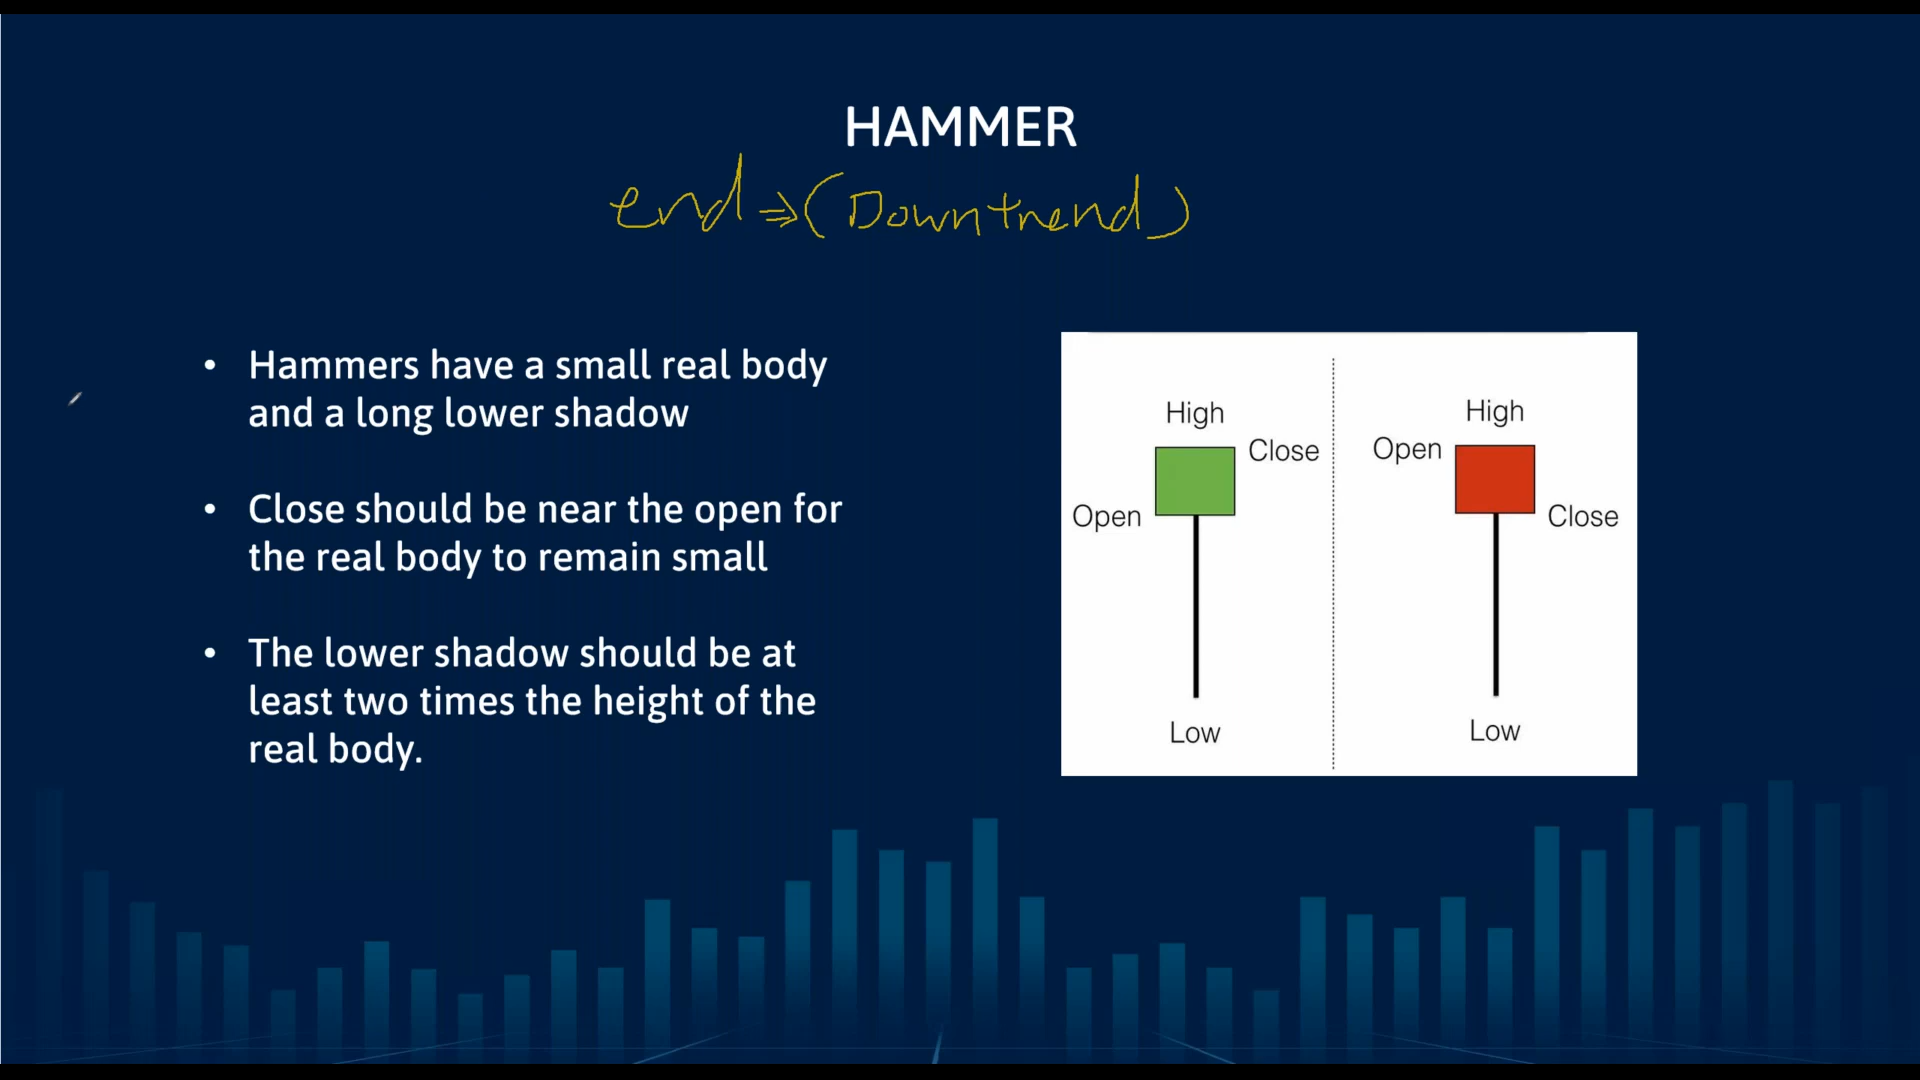 HAMMER
end ⇒ (Downtrend)
• Hammers have a small real body
and a long lower shadow
• Close should be near the open for
the real body to remain small
• The lower shadow should be at
least two times the height of the
real body.
High
Close
Open
Low
High
Open
Close
Low